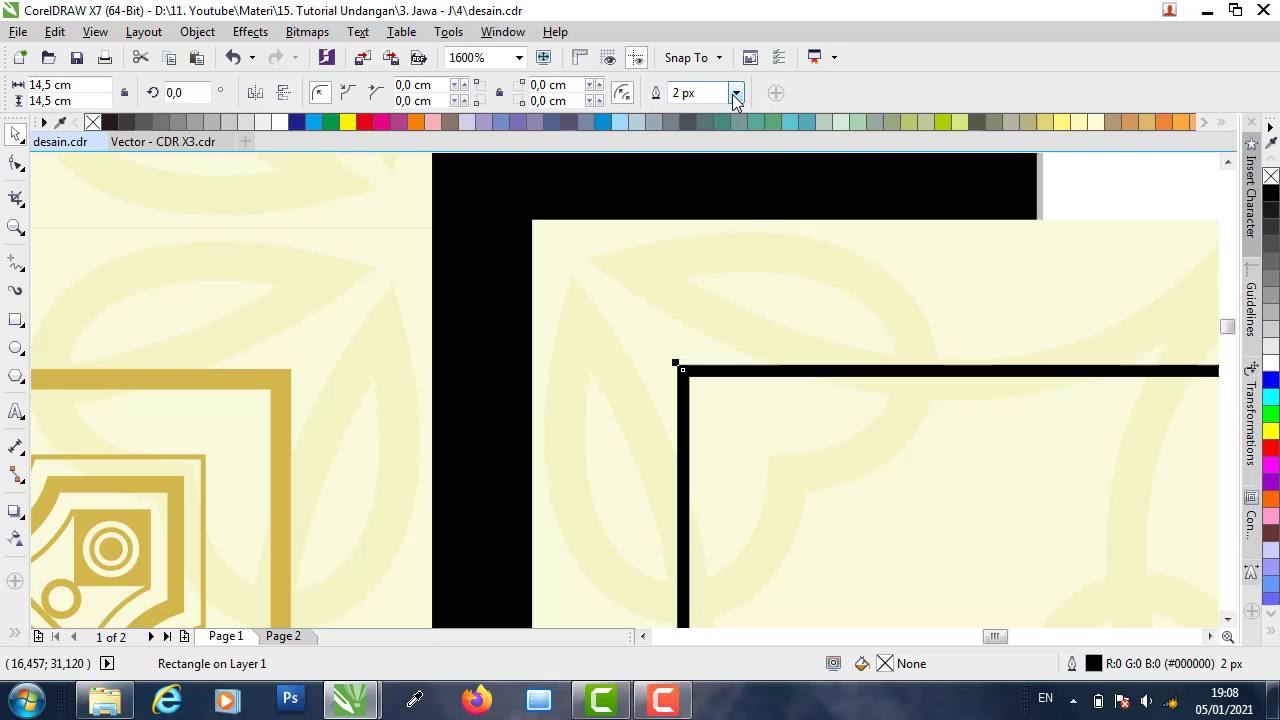 CorelDRAW X7 (64-Bit) - D:\11. Youtube\Materi\15. Tutorial Undangan\3. Jawa - J\4\desain.cdr
File Edit View Layout Object Effects Bitmaps Text Table Tools Window Help
1600% Snap To
14,5 cm 0,0 ° 0,0 cm 0,0 cm 2 px
14,5 cm 0,0 cm 0,0 cm
desain.cdr Vector - CDR X3.cdr
Insert Character
Guidelines
Transformations
Con...
1 of 2 Page 1 Page 2
(16,457; 31,120) Rectangle on Layer 1 None R:0 G:0 B:0 (#000000) 2 px
Ps EN 19:08
05/01/2021